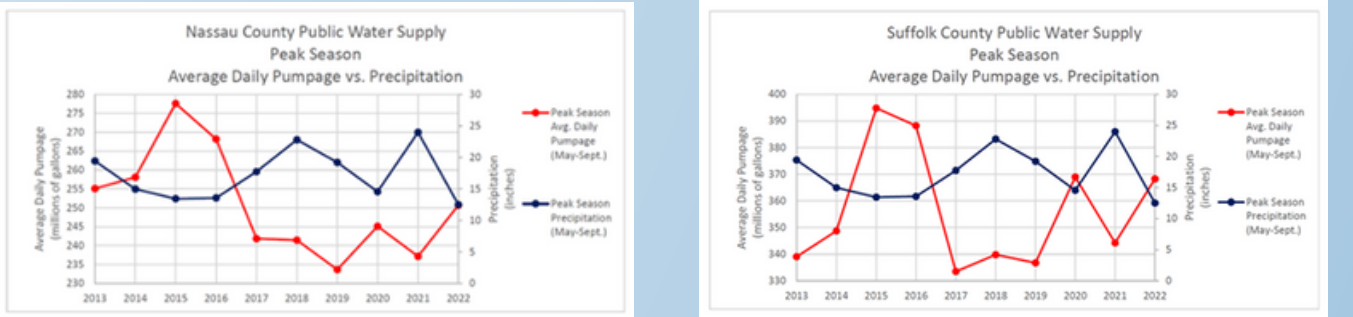 Nassau County Public Water Supply
Peak Season
Average Daily Pumpage vs. Precipitation
Average Daily Pumpage
(millions of gallons)
280
275
270
265
260
255
250
245
240
235
230
30
25
20
15
10
5
0
Precipitation
(inches)
2013 2014 2015 2016 2017 2018 2019 2020 2021 2022
Peak Season
Avg. Daily
Pumpage
(May-Sept.)
Peak Season
Precipitation
(May-Sept.)
Suffolk County Public Water Supply
Peak Season
Average Daily Pumpage vs. Precipitation
Average Daily Pumpage
(millions of gallons)
400
390
380
370
360
350
340
330
30
25
20
15
10
5
0
Precipitation
(inches)
2013 2014 2015 2016 2017 2018 2019 2020 2021 2022
Peak Season
Avg. Daily
Pumpage
(May-Sept.)
Peak Season
Precipitation
(May-Sept.)